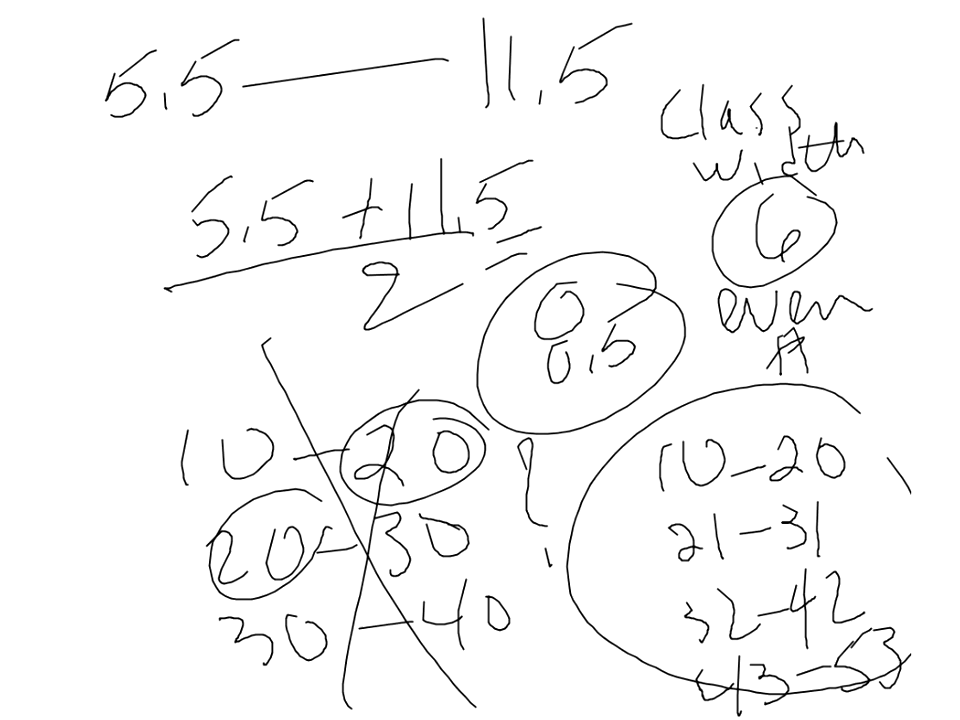 5.5 — 11.5
class
width
5.5 + 11.5
2
=
6
even
0
0.5
10 - 20
20 - 30
30 - 40
10 - 20
21 - 31
32 - 42
43 - 53